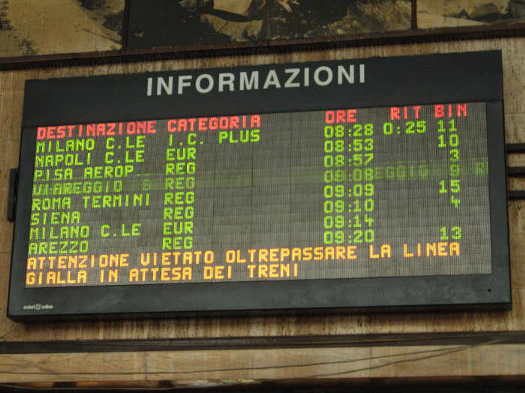 INFORMAZIONI
DESTINAZIONE CATEGORIA ORE RIT BIN
MILANO C.LE I.C. PLUS 08:28 0:25 11
NAPOLI C.LE EUR 08:53 10
PISA AEROP REG 08:57 3
VIAREGGIO REG 09:08 9
ROMA TERMINI REG 09:09 15
SIENA REG 09:10 4
MILANO C.LE EUR 09:14
AREZZO REG 09:20 13
ATTENZIONE VIETATO OLTREPASSARE LA LINEA
GIALLA IN ATTESA DEI TRENI